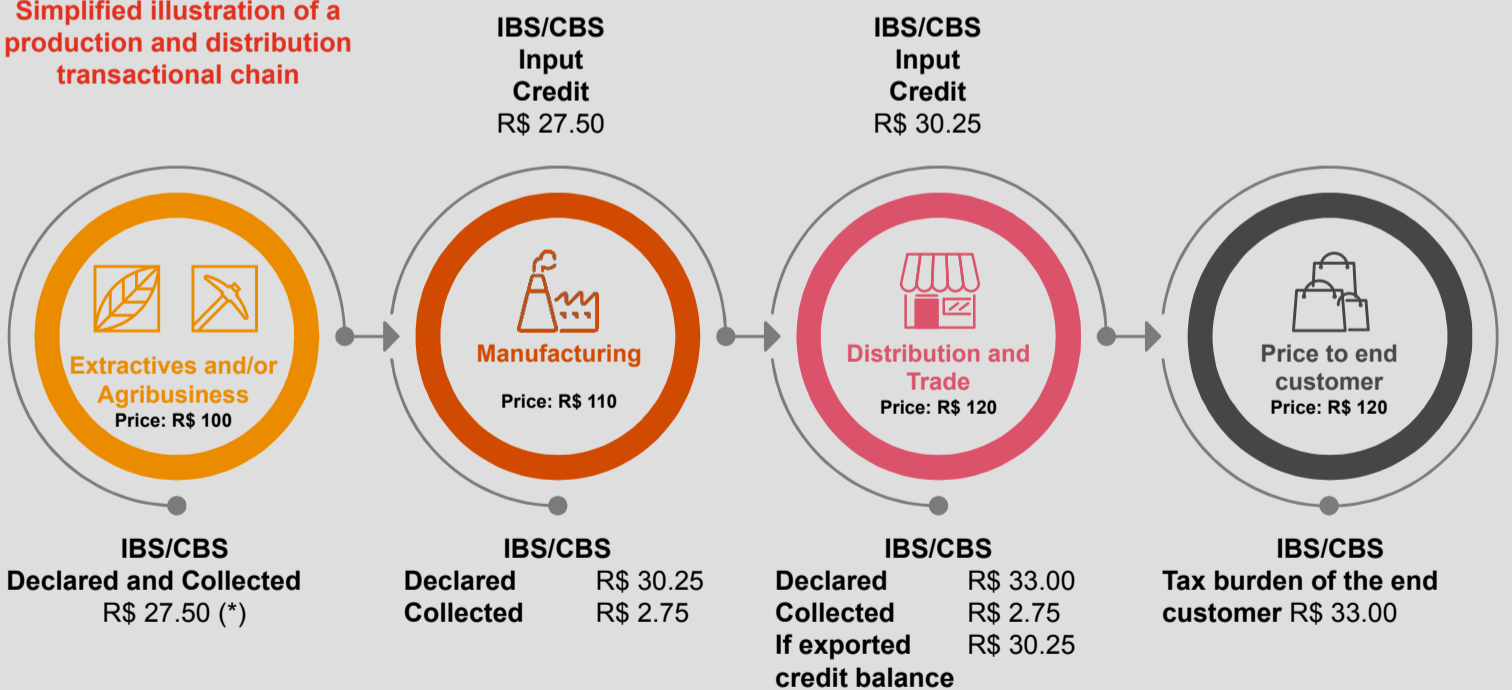 Simplified illustration of a
production and distribution
transactional chain
IBS/CBS
Input
Credit
R$ 27.50
IBS/CBS
Input
Credit
R$ 30.25
Extractives and/or
Agribusiness
Price: R$ 100
Manufacturing
Price: R$ 110
Distribution and
Trade
Price: R$ 120
Price to end
customer
Price: R$ 120
IBS/CBS
Declared and Collected
R$ 27.50 (*)
IBS/CBS
Declared R$ 30.25
Collected R$ 2.75
IBS/CBS
Declared R$ 33.00
Collected R$ 2.75
If exported R$ 30.25
credit balance
IBS/CBS
Tax burden of the end
customer R$ 33.00